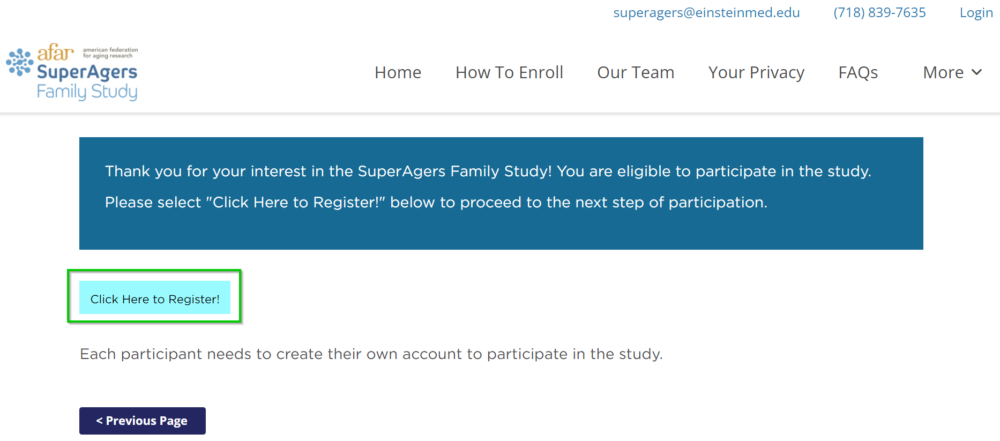 superagers@einsteinmed.edu (718) 839-7635 Login
afar american federation
for aging research
SuperAgers
Family Study
Home How To Enroll Our Team Your Privacy FAQs More
Thank you for your interest in the SuperAgers Family Study! You are eligible to participate in the study.
Please select "Click Here to Register!" below to proceed to the next step of participation.
Click Here to Register!
Each participant needs to create their own account to participate in the study.
< Previous Page